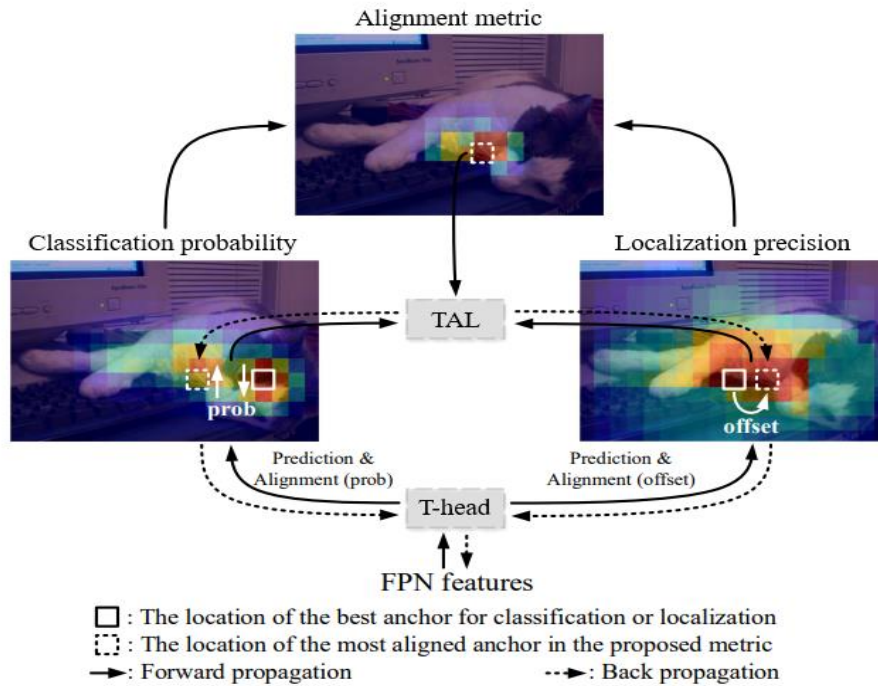 Alignment metric
Classification probability
Localization precision
TAL
prob
offset
Prediction &
Alignment (prob)
Prediction &
Alignment (offset)
T-head
FPN features
: The location of the best anchor for classification or localization
: The location of the most aligned anchor in the proposed metric
: Forward propagation
: Back propagation